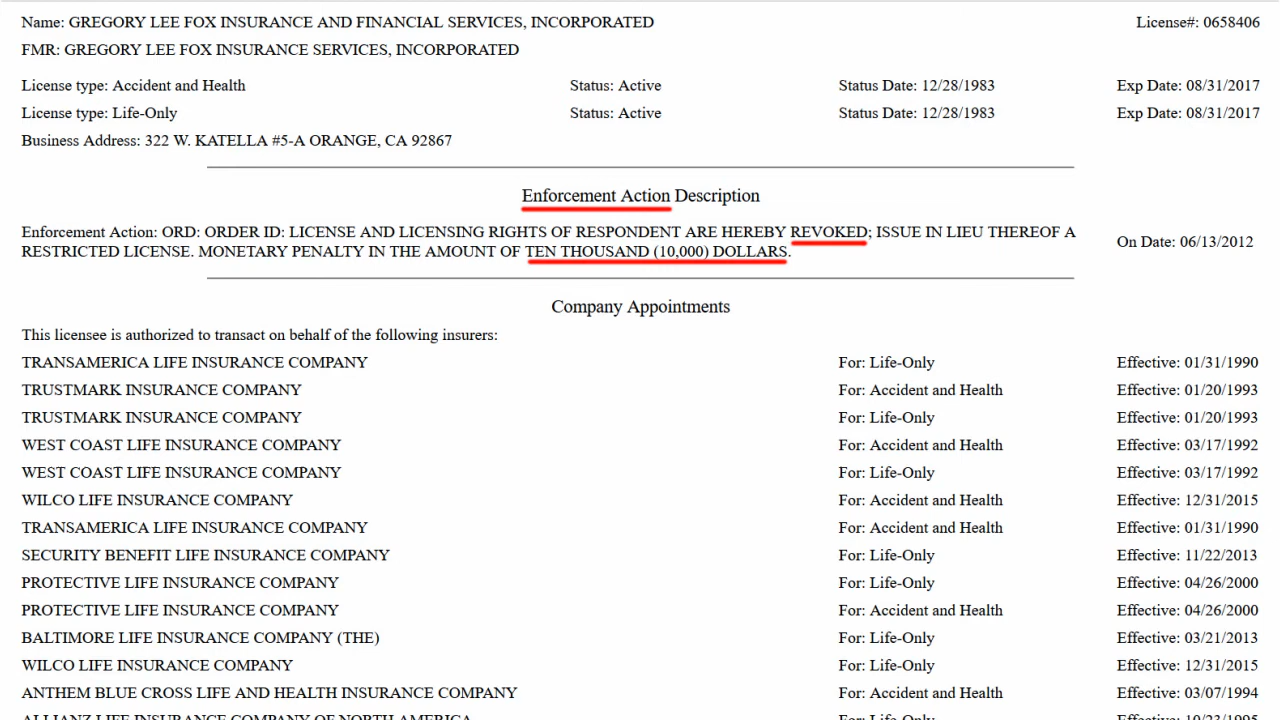 Name: GREGORY LEE FOX INSURANCE AND FINANCIAL SERVICES, INCORPORATED License#: 0658406
FMR: GREGORY LEE FOX INSURANCE SERVICES, INCORPORATED
License type: Accident and Health Status: Active Status Date: 12/28/1983 Exp Date: 08/31/2017
License type: Life-Only Status: Active Status Date: 12/28/1983 Exp Date: 08/31/2017
Business Address: 322 W. KATELLA #5-A ORANGE, CA 92867
Enforcement Action Description
Enforcement Action: ORD: ORDER ID: LICENSE AND LICENSING RIGHTS OF RESPONDENT ARE HEREBY REVOKED; ISSUE IN LIEU THEREOF A
RESTRICTED LICENSE. MONETARY PENALTY IN THE AMOUNT OF TEN THOUSAND (10,000) DOLLARS.
On Date: 06/13/2012
Company Appointments
This licensee is authorized to transact on behalf of the following insurers:
TRANSAMERICA LIFE INSURANCE COMPANY For: Life-Only Effective: 01/31/1990
TRUSTMARK INSURANCE COMPANY For: Accident and Health Effective: 01/20/1993
TRUSTMARK INSURANCE COMPANY For: Life-Only Effective: 01/20/1993
WEST COAST LIFE INSURANCE COMPANY For: Accident and Health Effective: 03/17/1992
WEST COAST LIFE INSURANCE COMPANY For: Life-Only Effective: 03/17/1992
WILCO LIFE INSURANCE COMPANY For: Accident and Health Effective: 12/31/2015
TRANSAMERICA LIFE INSURANCE COMPANY For: Accident and Health Effective: 01/31/1990
SECURITY BENEFIT LIFE INSURANCE COMPANY For: Life-Only Effective: 11/22/2013
PROTECTIVE LIFE INSURANCE COMPANY For: Life-Only Effective: 04/26/2000
PROTECTIVE LIFE INSURANCE COMPANY For: Accident and Health Effective: 04/26/2000
BALTIMORE LIFE INSURANCE COMPANY (THE) For: Life-Only Effective: 03/21/2013
WILCO LIFE INSURANCE COMPANY For: Life-Only Effective: 12/31/2015
ANTHEM BLUE CROSS LIFE AND HEALTH INSURANCE COMPANY For: Accident and Health Effective: 03/07/1994
ALLIANZ LIFE INSURANCE COMPANY OF NORTH AMERICA For: Life-Only Effective: 10/23/1995